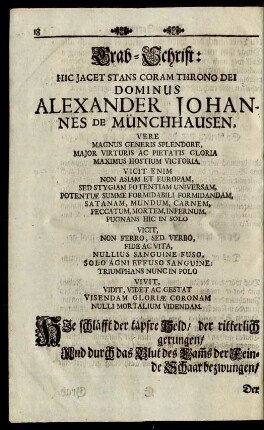 18
Grab-Schrift:
HIC JACET STANS CORAM THRONO DEI
DOMINUS
ALEXANDER JOHAN-
NES DE MÜNCHHAUSEN,
VERE
MAGNUS GENERIS SPLENDORE,
MAJOR VIRTUTIS AC PIETATIS GLORIA
MAXIMUS HOSTIUM VICTORIA.
VICIT ENIM
NON ASIAM ET EUROPAM,
SED STYGIAM POTENTIAM UNIVERSAM,
POTENTIÆ SUMME FORMIDABILI FORMIDANDAM,
SATANAM, MUNDUM, CARNEM,
PECCATUM, MORTEM, INFERNUM.
PUGNANS HIC IN SOLO
VICIT,
NON FERRO, SED VERBO,
FIDE AC VITA,
NULLIUS SANGUINE FUSO,
SOLO AGNI EFFUSO SANGUINE:
TRIUMPHANS NUNC IN POLO
VIVIT,
VIDIT, VIDET AC GESTAT
VISENDAM GLORIÆ CORONAM
NULLI MORTALIUM VIDENDAM.
HIe schläfft der tapfre Held/ der ritterlich
gerungen/
Und durch das Blut des Lam̃s der Fein-
de Schaar bezwungen/
Der